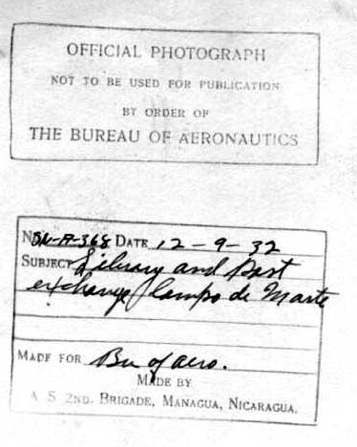 OFFICIAL PHOTOGRAPH
NOT TO BE USED FOR PUBLICATION
BY ORDER OF
THE BUREAU OF AERONAUTICS
DATE 12-9-32
SUBJECT Library and Post
exchange Campo de Marte
MADE FOR Bu of aero.
MADE BY
A. S. 2ND. BRIGADE, MANAGUA, NICARAGUA.